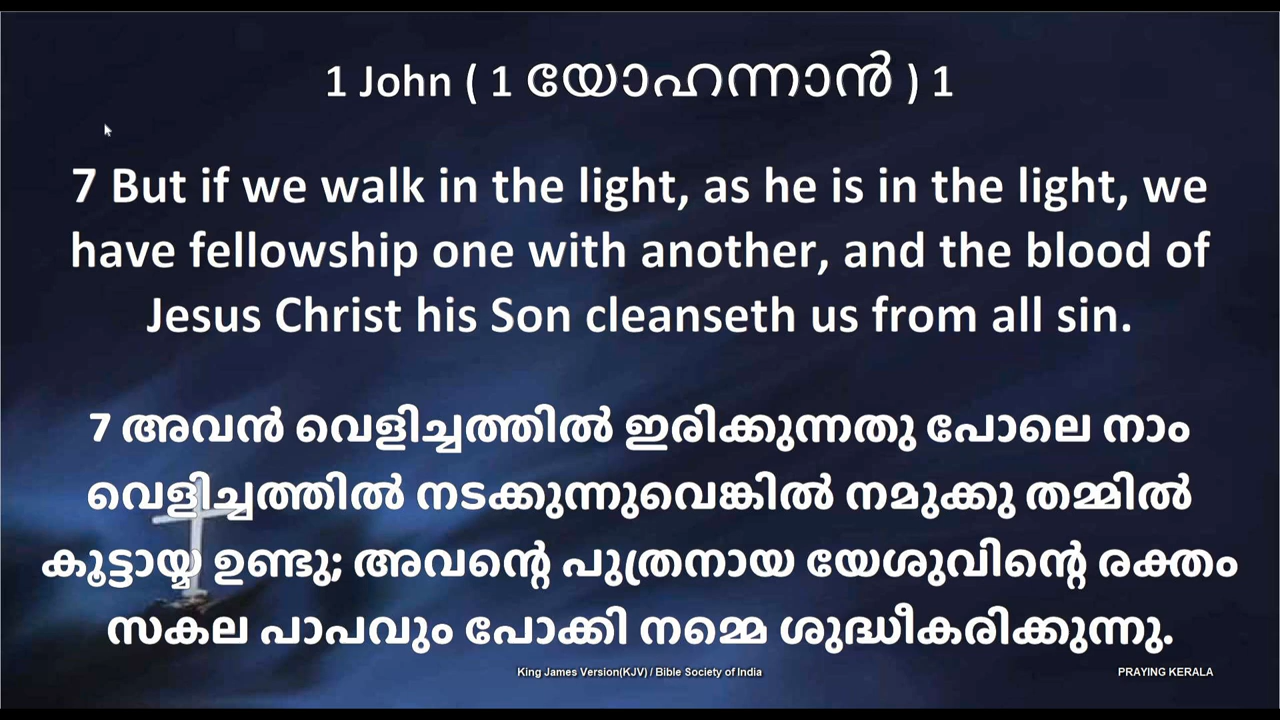 1 John ( 1 യോഹന്നാൻ ) 1
7 But if we walk in the light, as he is in the light, we
have fellowship one with another, and the blood of
Jesus Christ his Son cleanseth us from all sin.
7 അവൻ വെളിച്ചത്തിൽ ഇരിക്കുന്നതു പോലെ നാം
വെളിച്ചത്തിൽ നടക്കുന്നുവെങ്കിൽ നമുക്കു തമ്മിൽ
കൂട്ടായ്മ ഉണ്ടു; അവന്റെ പുത്രനായ യേശുവിന്റെ രക്തം
സകല പാപവും പോക്കി നമ്മെ ശുദ്ധീകരിക്കുന്നു.
King James Version(KJV) / Bible Society of India
PRAYING KERALA